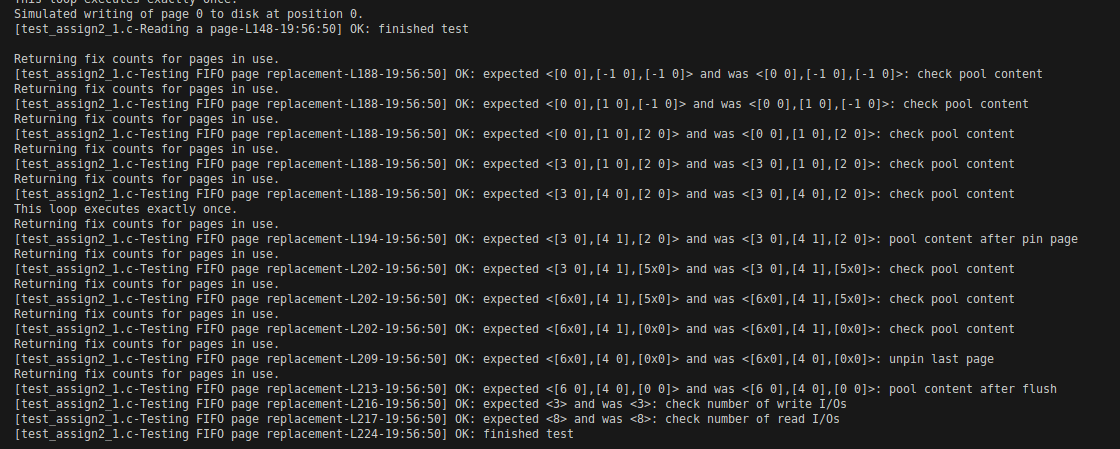 This loop executes exactly once.
Simulated writing of page 0 to disk at position 0.
[test_assign2_1.c-Reading a page-L148-19:56:50] OK: finished test
Returning fix counts for pages in use.
[test_assign2_1.c-Testing FIFO page replacement-L188-19:56:50] OK: expected <[0 0],[-1 0],[-1 0]> and was <[0 0],[-1 0],[-1 0]>: check pool content
Returning fix counts for pages in use.
[test_assign2_1.c-Testing FIFO page replacement-L188-19:56:50] OK: expected <[0 0],[1 0],[-1 0]> and was <[0 0],[1 0],[-1 0]>: check pool content
Returning fix counts for pages in use.
[test_assign2_1.c-Testing FIFO page replacement-L188-19:56:50] OK: expected <[0 0],[1 0],[2 0]> and was <[0 0],[1 0],[2 0]>: check pool content
Returning fix counts for pages in use.
[test_assign2_1.c-Testing FIFO page replacement-L188-19:56:50] OK: expected <[3 0],[1 0],[2 0]> and was <[3 0],[1 0],[2 0]>: check pool content
Returning fix counts for pages in use.
[test_assign2_1.c-Testing FIFO page replacement-L188-19:56:50] OK: expected <[3 0],[4 0],[2 0]> and was <[3 0],[4 0],[2 0]>: check pool content
This loop executes exactly once.
Returning fix counts for pages in use.
[test_assign2_1.c-Testing FIFO page replacement-L194-19:56:50] OK: expected <[3 0],[4 1],[2 0]> and was <[3 0],[4 1],[2 0]>: pool content after pin page
Returning fix counts for pages in use.
[test_assign2_1.c-Testing FIFO page replacement-L202-19:56:50] OK: expected <[3 0],[4 1],[5x0]> and was <[3 0],[4 1],[5x0]>: check pool content
Returning fix counts for pages in use.
[test_assign2_1.c-Testing FIFO page replacement-L202-19:56:50] OK: expected <[6x0],[4 1],[5x0]> and was <[6x0],[4 1],[5x0]>: check pool content
Returning fix counts for pages in use.
[test_assign2_1.c-Testing FIFO page replacement-L202-19:56:50] OK: expected <[6x0],[4 1],[0x0]> and was <[6x0],[4 1],[0x0]>: check pool content
Returning fix counts for pages in use.
[test_assign2_1.c-Testing FIFO page replacement-L209-19:56:50] OK: expected <[6x0],[4 0],[0x0]> and was <[6x0],[4 0],[0x0]>: unpin last page
Returning fix counts for pages in use.
[test_assign2_1.c-Testing FIFO page replacement-L213-19:56:50] OK: expected <[6 0],[4 0],[0 0]> and was <[6 0],[4 0],[0 0]>: pool content after flush
[test_assign2_1.c-Testing FIFO page replacement-L216-19:56:50] OK: expected <3> and was <3>: check number of write I/Os
[test_assign2_1.c-Testing FIFO page replacement-L217-19:56:50] OK: expected <8> and was <8>: check number of read I/Os
[test_assign2_1.c-Testing FIFO page replacement-L224-19:56:50] OK: finished test